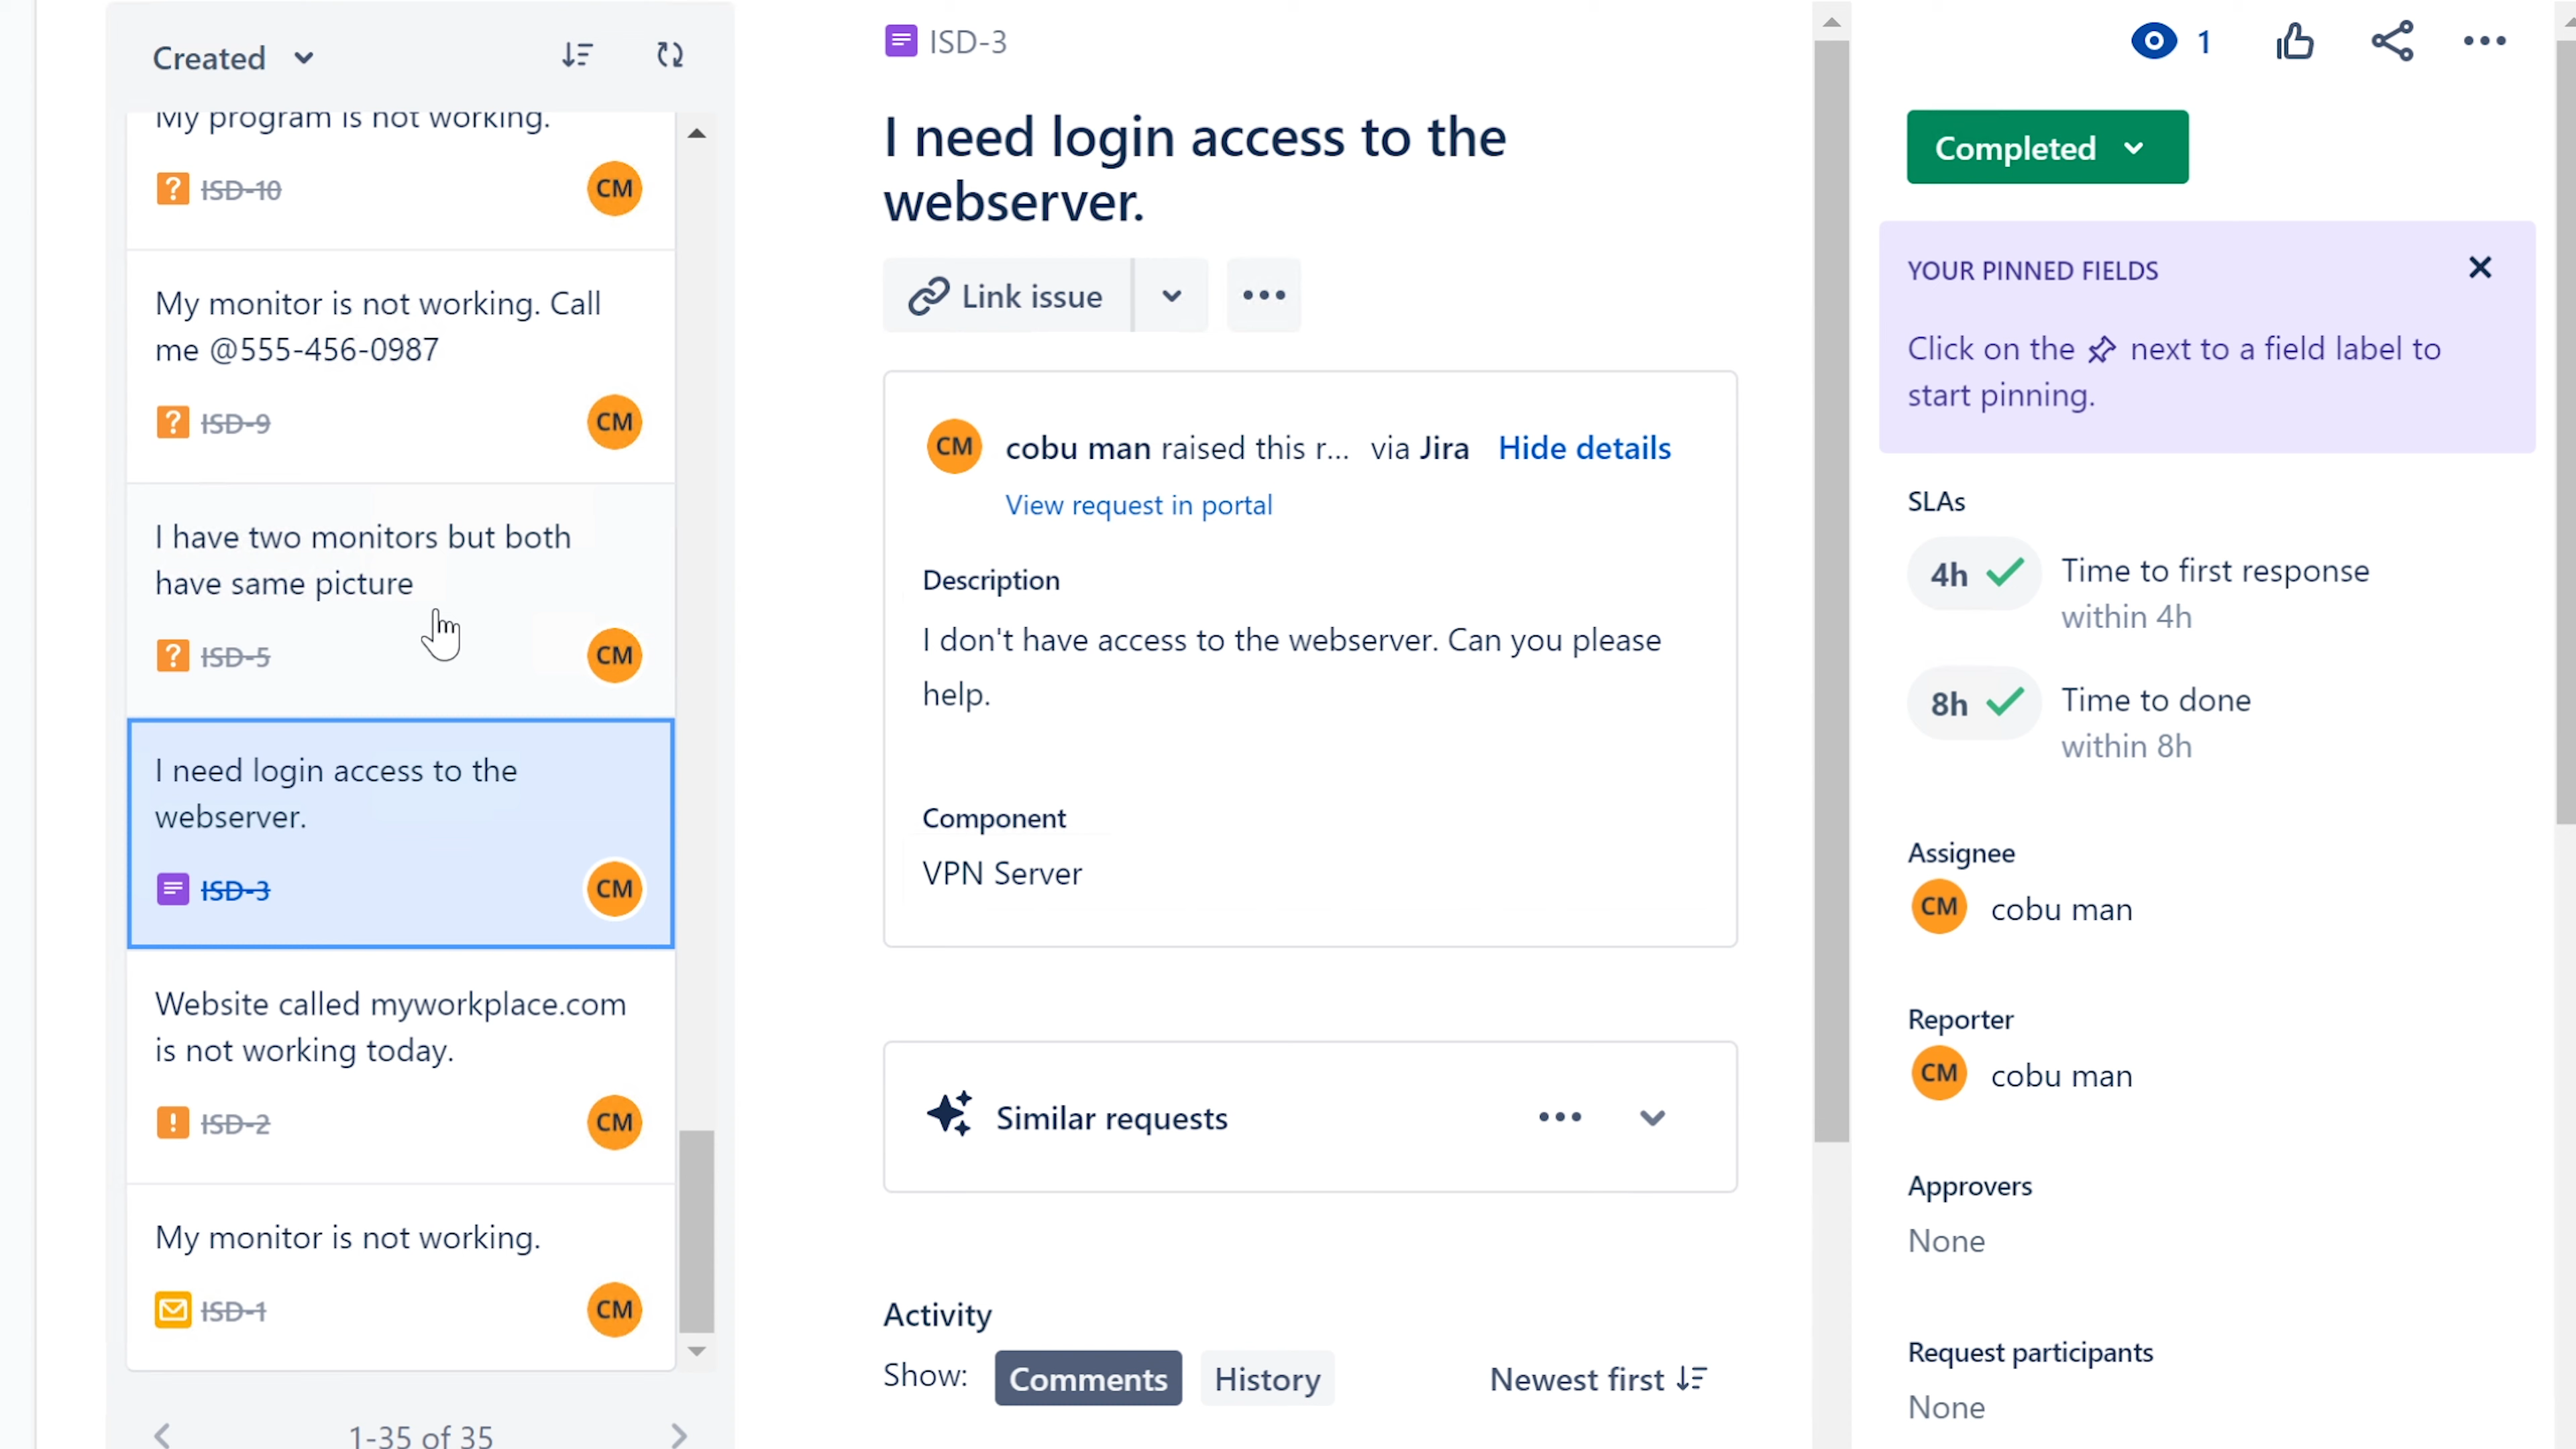 Created
My program is not working.
ISD-10
CM
My monitor is not working. Call
me @555-456-0987
ISD-9
CM
I have two monitors but both
have same picture
ISD-5
CM
I need login access to the
webserver.
ISD-3
CM
Website called myworkplace.com
is not working today.
ISD-2
CM
My monitor is not working.
ISD-1
CM
1-35 of 35
ISD-3
I need login access to the
webserver.
Link issue
CM cobu man raised this r... via Jira Hide details
View request in portal
Description
I don't have access to the webserver. Can you please
help.
Component
VPN Server
Similar requests
Activity
Show: Comments History Newest first
1
Completed
YOUR PINNED FIELDS
Click on the next to a field label to
start pinning.
SLAs
4h Time to first response
within 4h
8h Time to done
within 8h
Assignee
CM cobu man
Reporter
CM cobu man
Approvers
None
Request participants
None